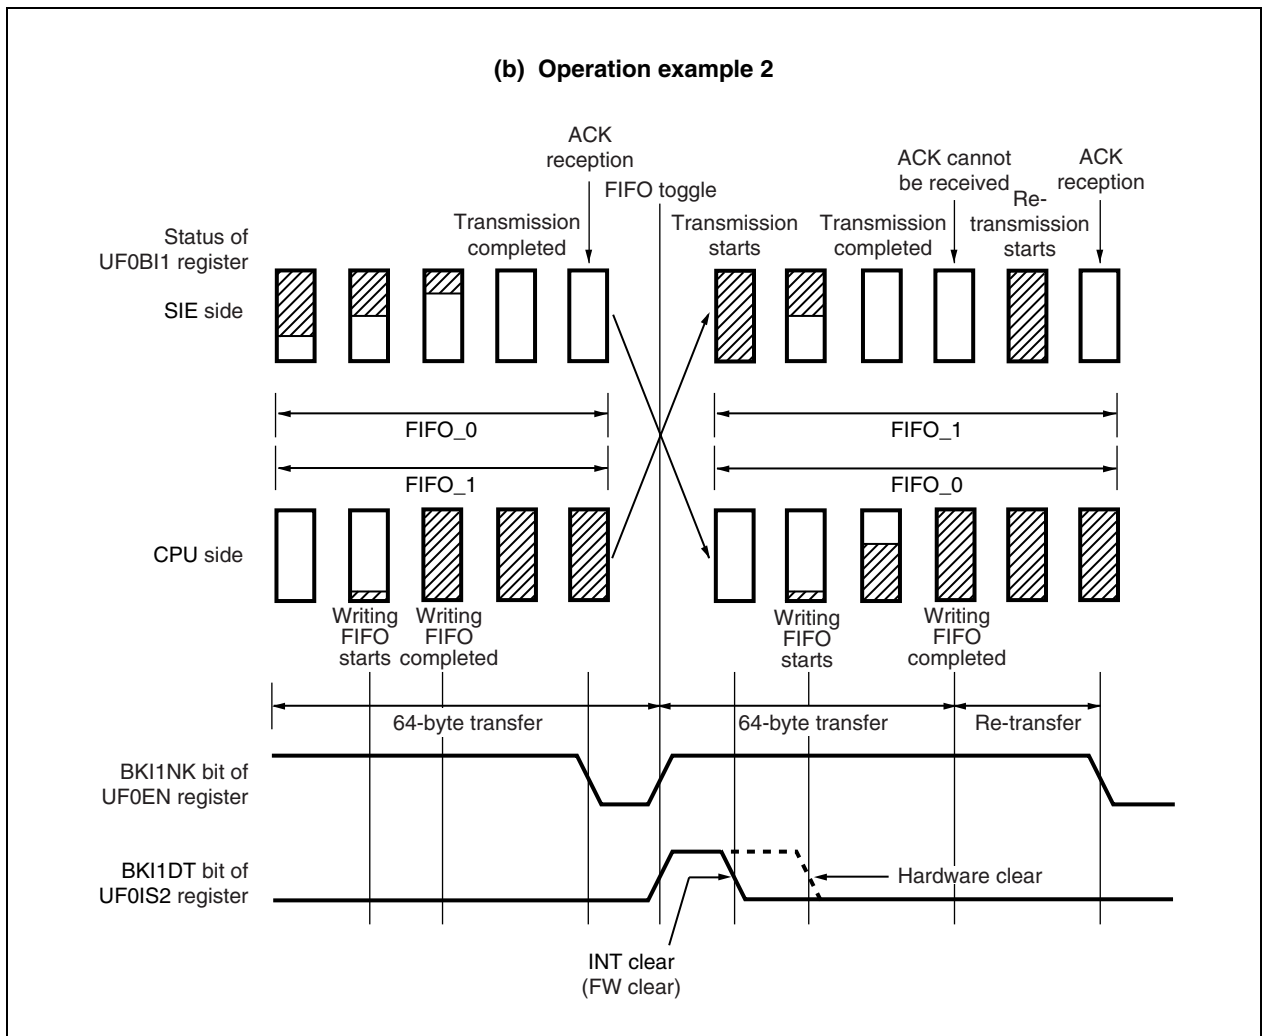 (b) Operation example 2
ACK
reception
FIFO toggle
ACK cannot
be received
ACK
reception
Status of
UF0BI1 register
SIE side
Transmission
completed
Transmission
starts
Transmission
completed
Re-
transmission
starts
FIFO_0
FIFO_1
FIFO_1
FIFO_0
CPU side
Writing
FIFO
starts
Writing
FIFO
completed
Writing
FIFO
starts
Writing
FIFO
completed
64-byte transfer
64-byte transfer
Re-transfer
BKI1NK bit of
UF0EN register
BKI1DT bit of
UF0IS2 register
Hardware clear
INT clear
(FW clear)